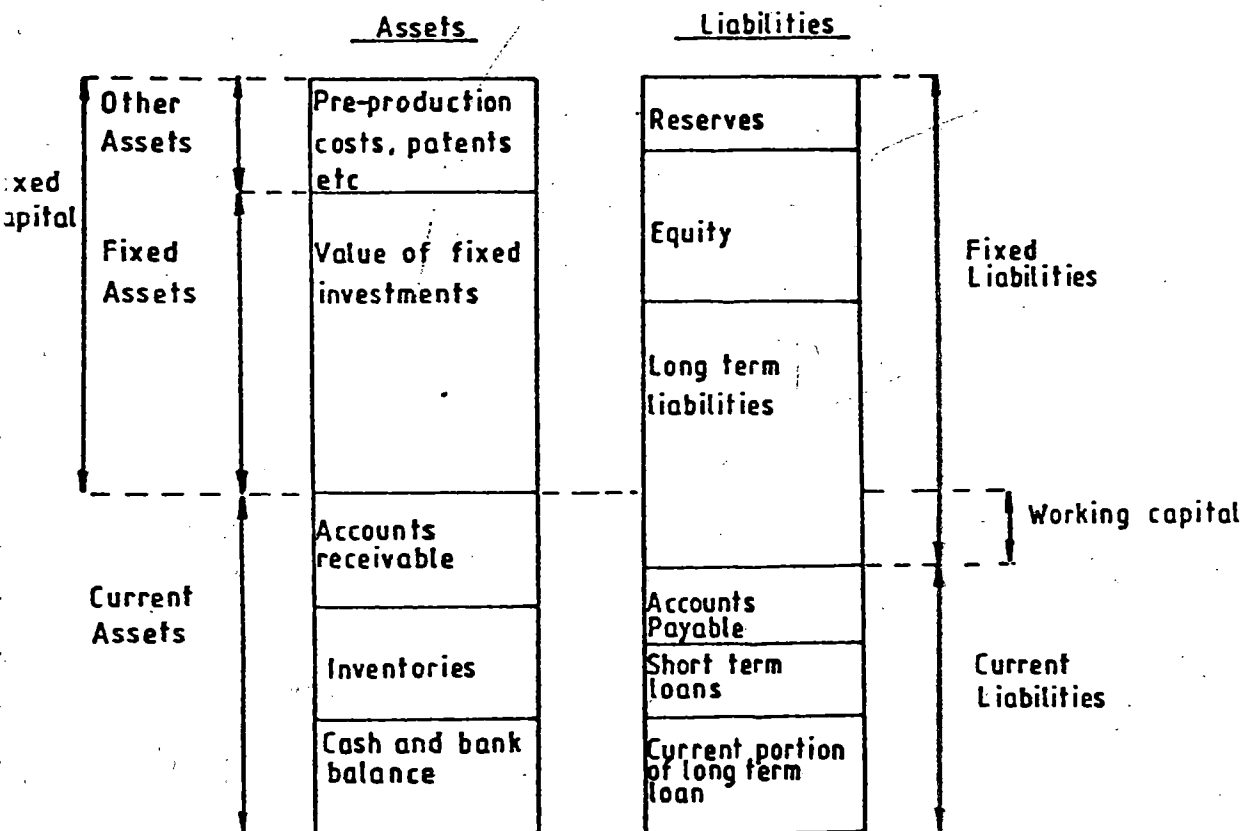 Assets
Liabilities
Other
Assets
Pre-production
costs, patents
etc
Reserves
xed
apital
Fixed
Assets
Value of fixed
investments
Equity
Fixed
Liabilities
Long term
liabilities
Working capital
Accounts
receivable
Current
Assets
Accounts
Payable
Inventories
Short term
loans
Current
Liabilities
Cash and bank
balance
Current portion
of long term
loan